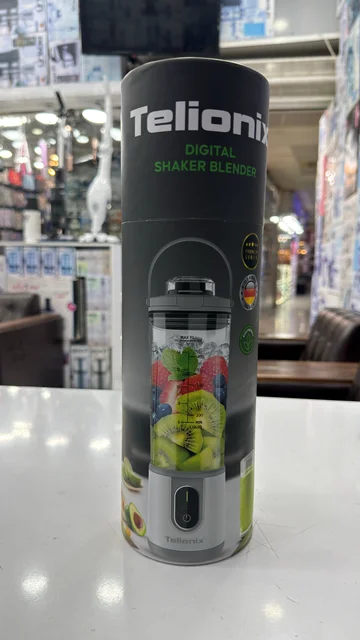 Telionix
DIGITAL
SHAKER BLENDER
Telionix